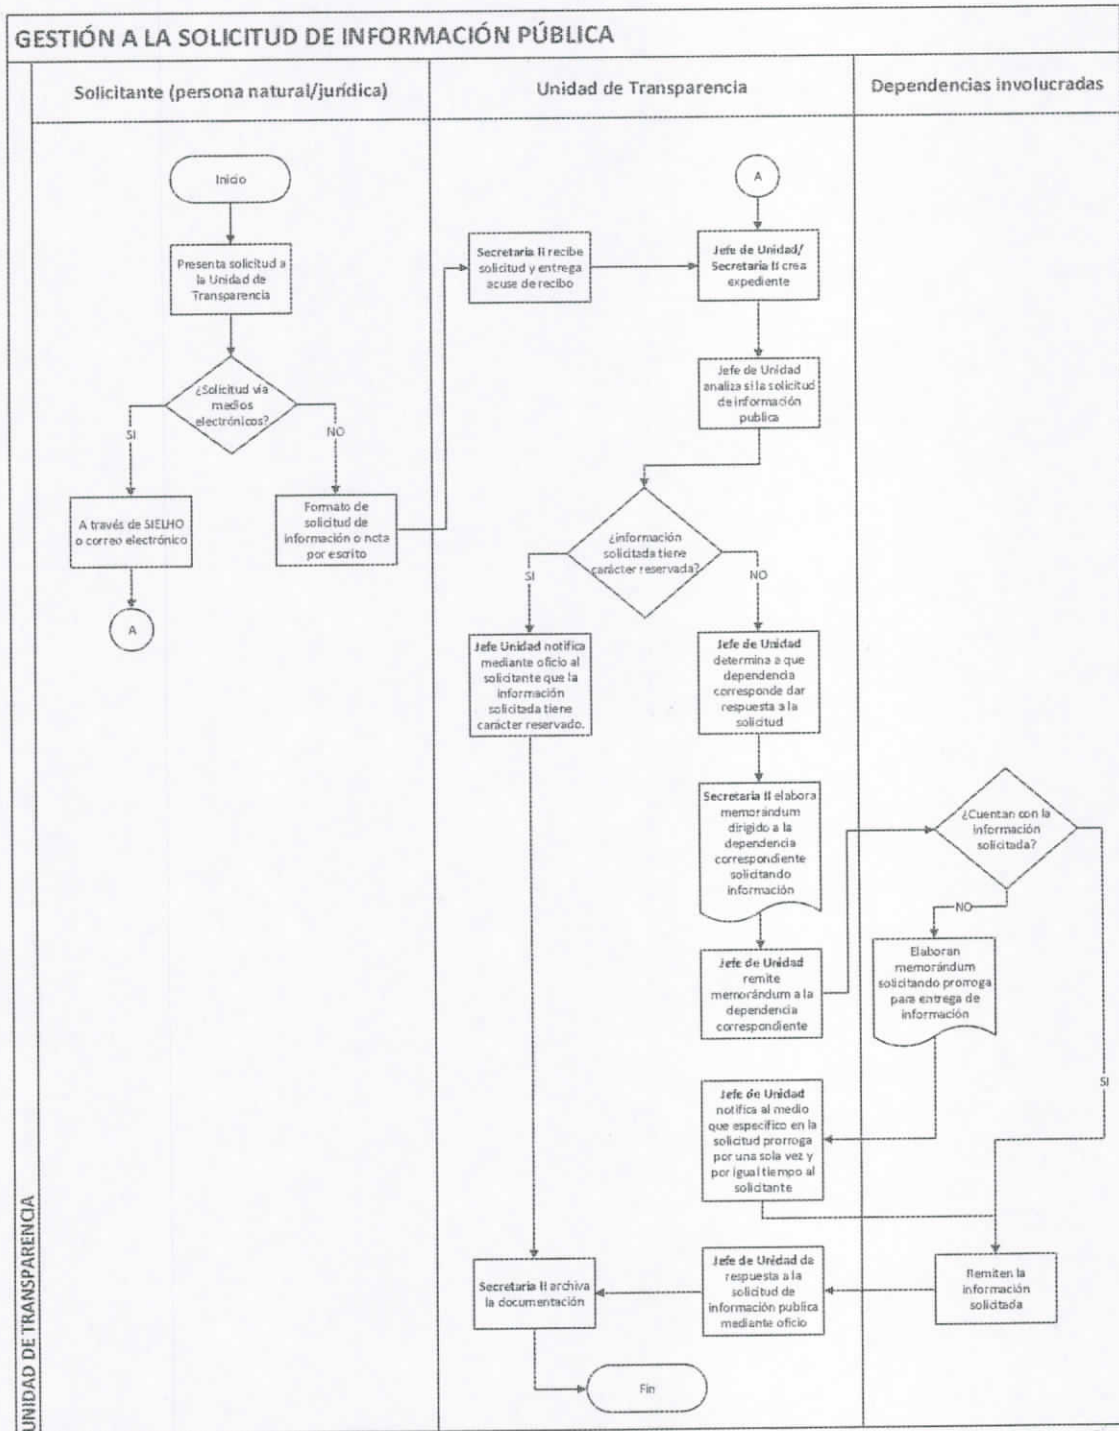 GESTIÓN A LA SOLICITUD DE INFORMACIÓN PÚBLICA
Solicitante (persona natural/jurídica)
Unidad de Transparencia
Dependencias involucradas
UNIDAD DE TRANSPARENCIA
Inicio
Presenta solicitud a
la Unidad de
Transparencia
¿Solicitud vía
medios
electrónicos?
SI
NO
A través de SIELHO
o correo electrónico
Formato de
solicitud de
información o nota
por escrito
A
Secretaria II recibe
solicitud y entrega
acuse de recibo
A
Jefe de Unidad/
Secretaria II crea
expediente
Jefe de Unidad
analiza si la solicitud
de información
publica
¿información
solicitada tiene
carácter reservada?
SI
NO
Jefe Unidad notifica
mediante oficio al
solicitante que la
información
solicitada tiene
carácter reservado.
Jefe de Unidad
determina a que
dependencia
corresponde dar
respuesta a la
solicitud
Secretaria II elabora
memorándum
dirigido a la
dependencia
correspondiente
solicitando
información
Jefe de Unidad
remite
memorándum a la
dependencia
correspondiente
¿Cuentan con la
información
solicitada?
NO
SI
Elaboran
memorándum
solicitando prorroga
para entrega de
información
Jefe de Unidad
notifica al medio
que específico en la
solicitud prorroga
por una sola vez y
por igual tiempo al
solicitante
Remiten la
información
solicitada
Jefe de Unidad da
respuesta a la
solicitud de
información publica
mediante oficio
Secretaria II archiva
la documentación
Fin